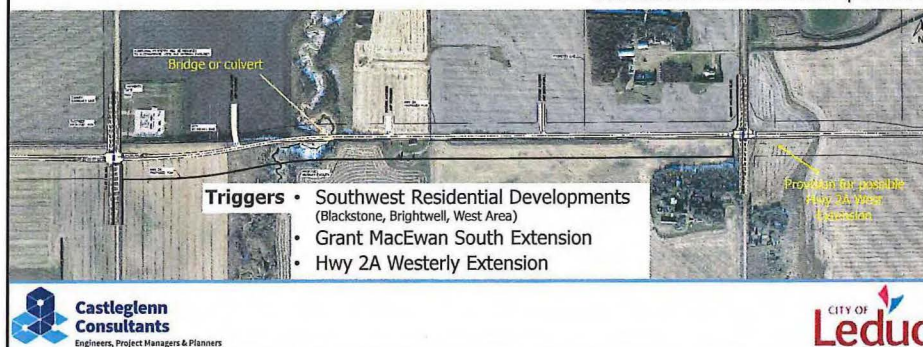 Bridge or culvert
Provision for possible
Hwy 2A West
Extension
Triggers • Southwest Residential Developments
(Blackstone, Brightwell, West Area)
• Grant MacEwan South Extension
• Hwy 2A Westerly Extension
Castleglenn
Consultants
Engineers, Project Managers & Planners
CITY OF
Leduc